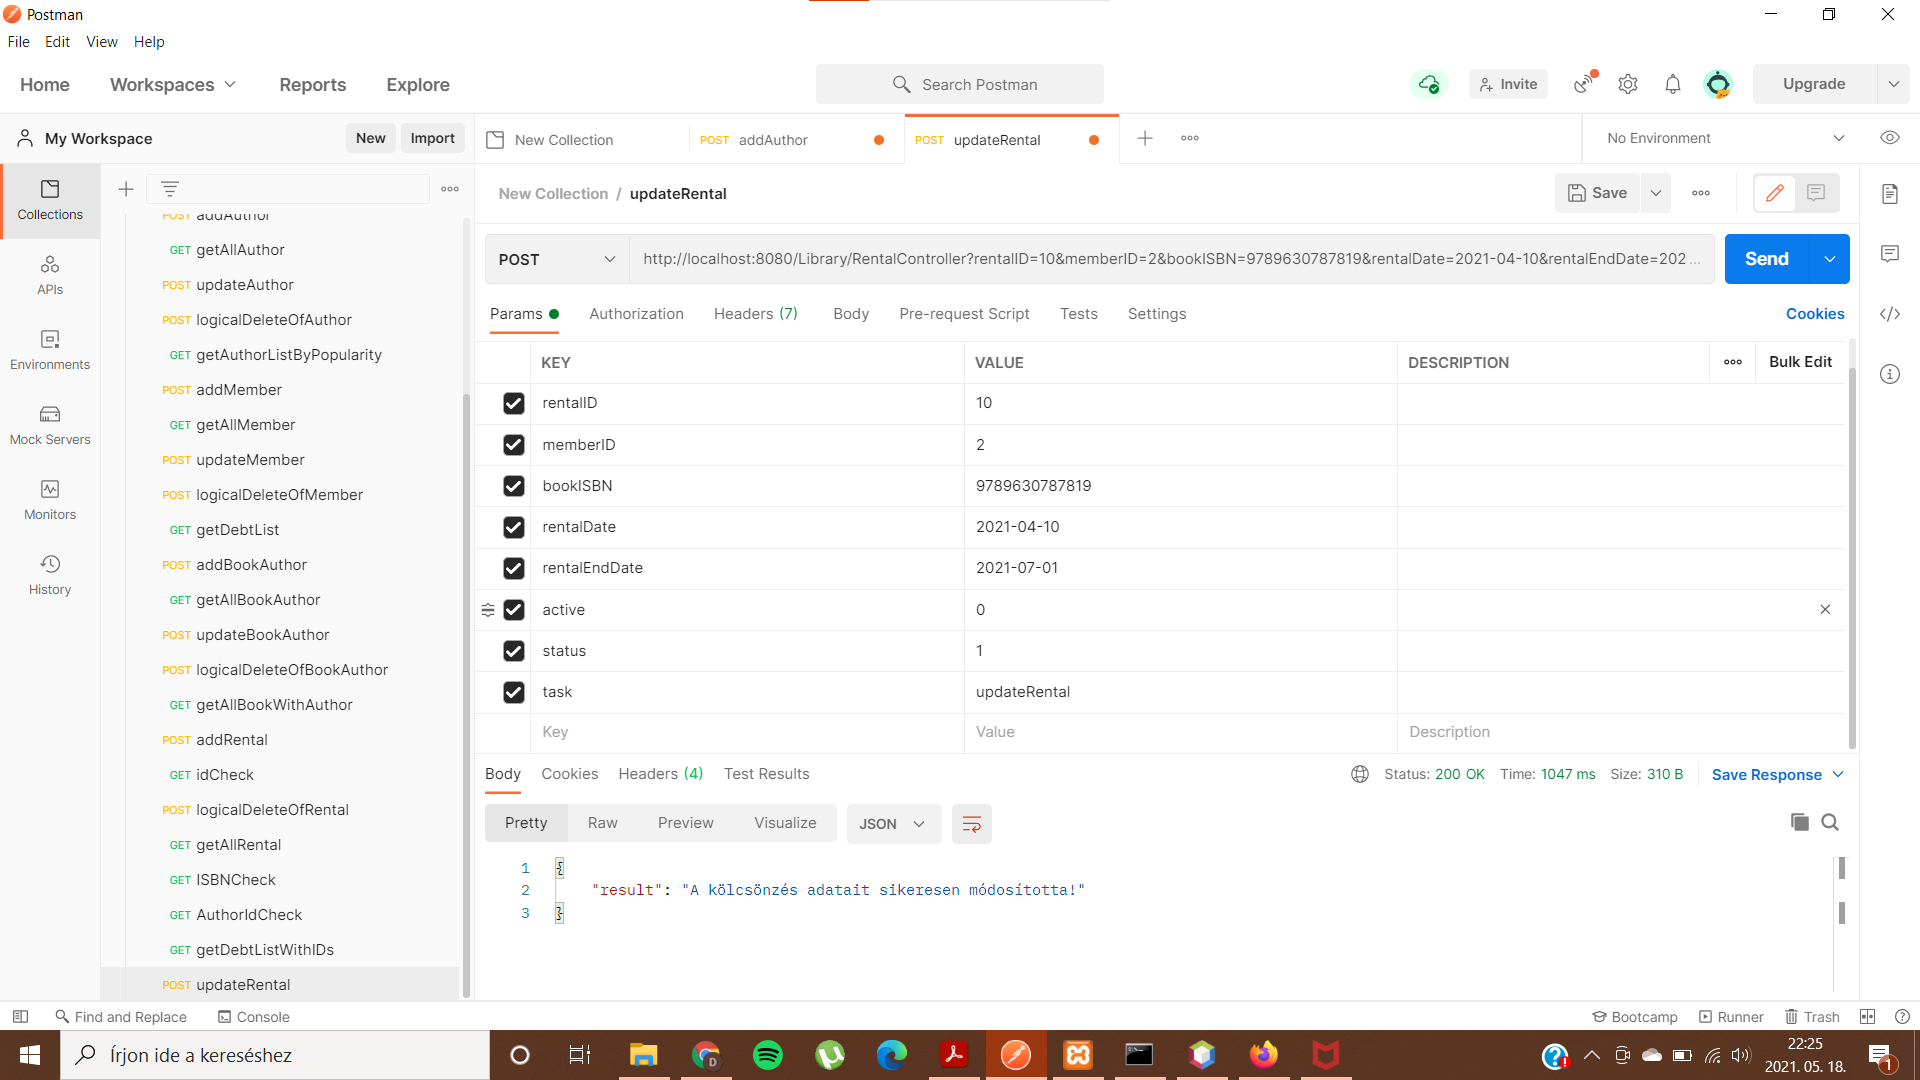 Postman
File Edit View Help
Home Workspaces Reports Explore Search Postman Invite Upgrade
My Workspace New Import New Collection POST addAuthor POST updateRental No Environment
New Collection / updateRental Save
POST http://localhost:8080/Library/RentalController?rentalID=10&memberID=2&bookISBN=9789630787819&rentalDate=2021-04-10&rentalEndDate=202 ... Send
Params Authorization Headers (7) Body Pre-request Script Tests Settings Cookies
KEY VALUE DESCRIPTION Bulk Edit
rentalID 10
memberID 2
bookISBN 9789630787819
rentalDate 2021-04-10
rentalEndDate 2021-07-01
active 0
status 1
task updateRental
Key Value Description
Body Cookies Headers (4) Test Results Status: 200 OK Time: 1047 ms Size: 310 B Save Response
Pretty Raw Preview Visualize JSON
1 {
2 "result": "A kölcsönzés adatait sikeresen módosította!"
3 }
Collections
APIs
Environments
Mock Servers
Monitors
History
POST addAuthor
GET getAllAuthor
POST updateAuthor
POST logicalDeleteOfAuthor
GET getAuthorListByPopularity
POST addMember
GET getAllMember
POST updateMember
POST logicalDeleteOfMember
GET getDebtList
POST addBookAuthor
GET getAllBookAuthor
POST updateBookAuthor
POST logicalDeleteOfBookAuthor
GET getAllBookWithAuthor
POST addRental
GET idCheck
POST logicalDeleteOfRental
GET getAllRental
GET ISBNCheck
GET AuthorIdCheck
GET getDebtListWithIDs
POST updateRental
Find and Replace Console Bootcamp Runner Trash
Írjon ide a kereséshez
D
22:25
2021. 05. 18.
1